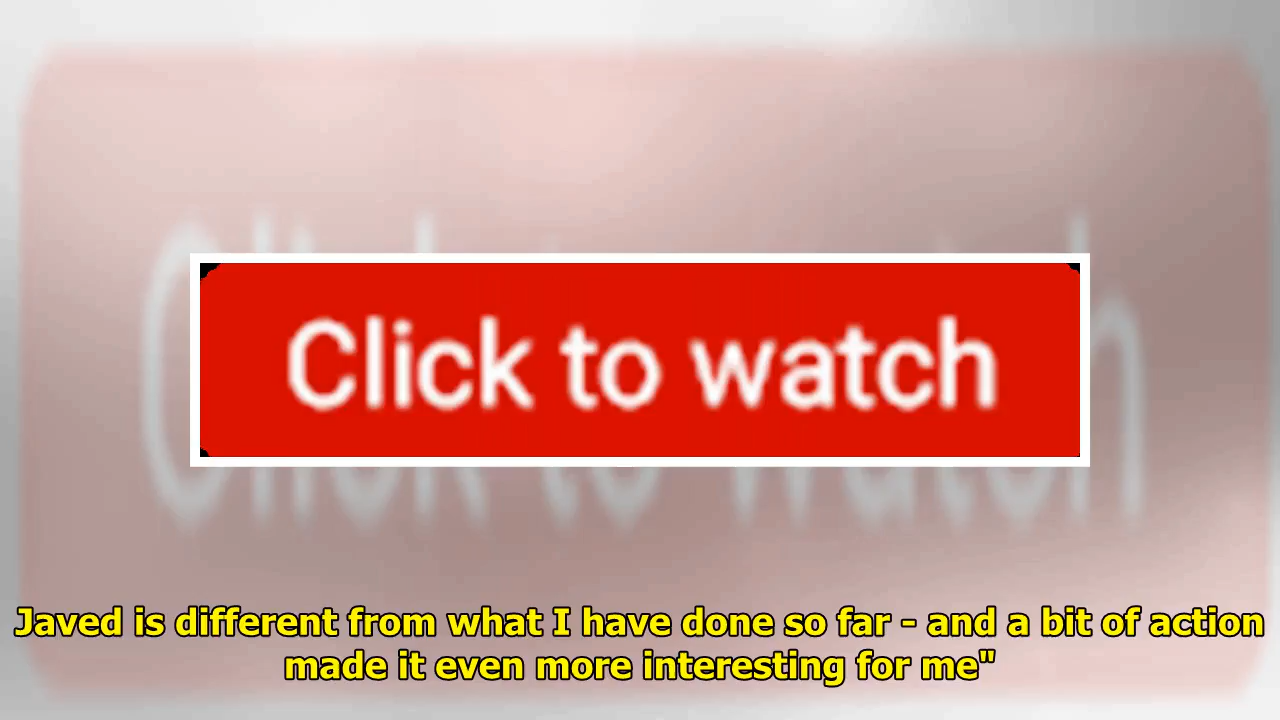 Click to watch
Javed is different from what I have done so far - and a bit of action
made it even more interesting for me"